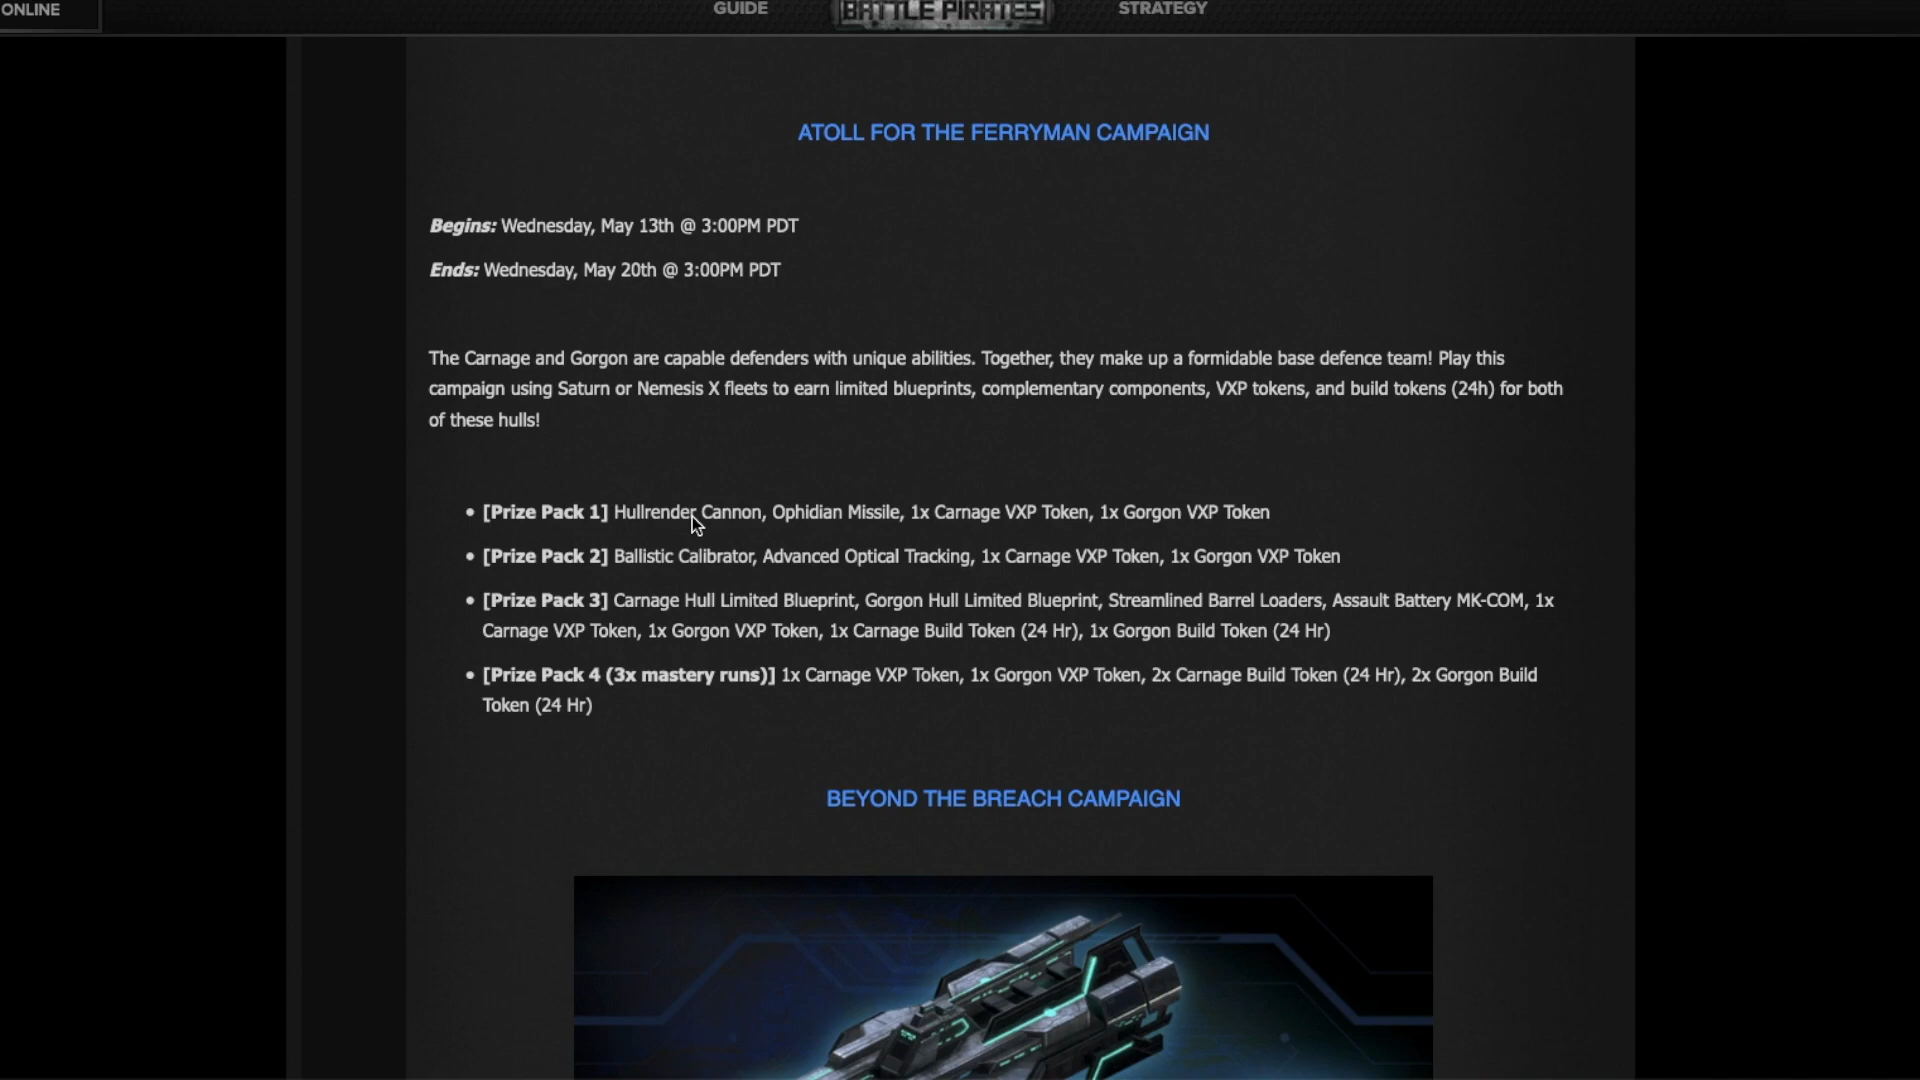 ONLINE
GUIDE
BATTLE PIRATES
STRATEGY
ATOLL FOR THE FERRYMAN CAMPAIGN
Begins: Wednesday, May 13th @ 3:00PM PDT
Ends: Wednesday, May 20th @ 3:00PM PDT
The Carnage and Gorgon are capable defenders with unique abilities. Together, they make up a formidable base defence team! Play this
campaign using Saturn or Nemesis X fleets to earn limited blueprints, complementary components, VXP tokens, and build tokens (24h) for both
of these hulls!
• [Prize Pack 1] Hullrender Cannon, Ophidian Missile, 1x Carnage VXP Token, 1x Gorgon VXP Token
• [Prize Pack 2] Ballistic Calibrator, Advanced Optical Tracking, 1x Carnage VXP Token, 1x Gorgon VXP Token
• [Prize Pack 3] Carnage Hull Limited Blueprint, Gorgon Hull Limited Blueprint, Streamlined Barrel Loaders, Assault Battery MK-COM, 1x
Carnage VXP Token, 1x Gorgon VXP Token, 1x Carnage Build Token (24 Hr), 1x Gorgon Build Token (24 Hr)
• [Prize Pack 4 (3x mastery runs)] 1x Carnage VXP Token, 1x Gorgon VXP Token, 2x Carnage Build Token (24 Hr), 2x Gorgon Build
Token (24 Hr)
BEYOND THE BREACH CAMPAIGN